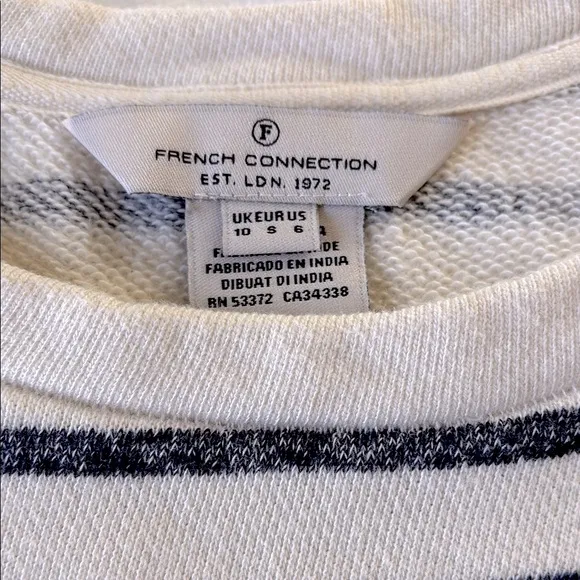 F
FRENCH CONNECTION
EST. LDN. 1972
UK EUR US
10 S 6
FABRICADO EN INDIA
DIBUAT DI INDIA
RN 53372 CA34338